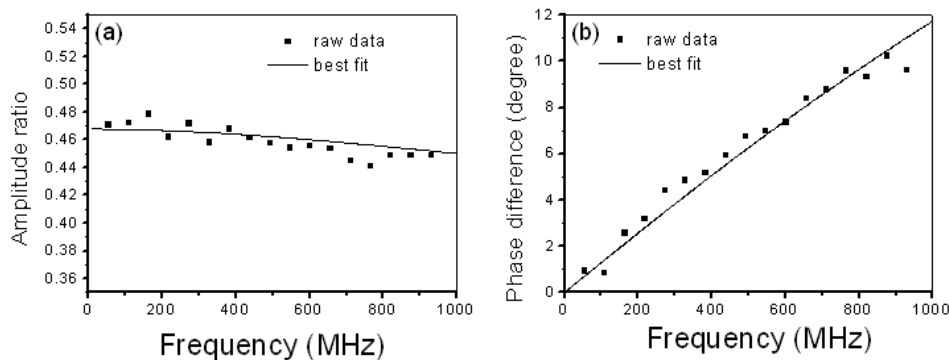 (a)
raw data
best fit
0.54
0.52
0.50
0.48
0.46
0.44
0.42
0.40
0.38
0.36
Amplitude ratio
0 200 400 600 800 1000
Frequency (MHz)
(b)
raw data
best fit
12
10
8
6
4
2
0
Phase difference (degree)
0 200 400 600 800 1000
Frequency (MHz)